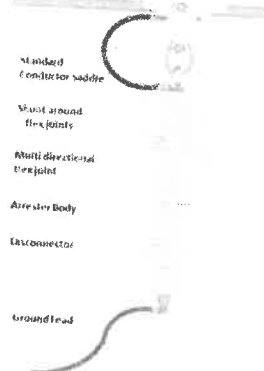 Standard
Conductor saddle
Shunt around
flex joints
Multi directional
flex joint
Arrester Body
Disconnector
Ground Lead